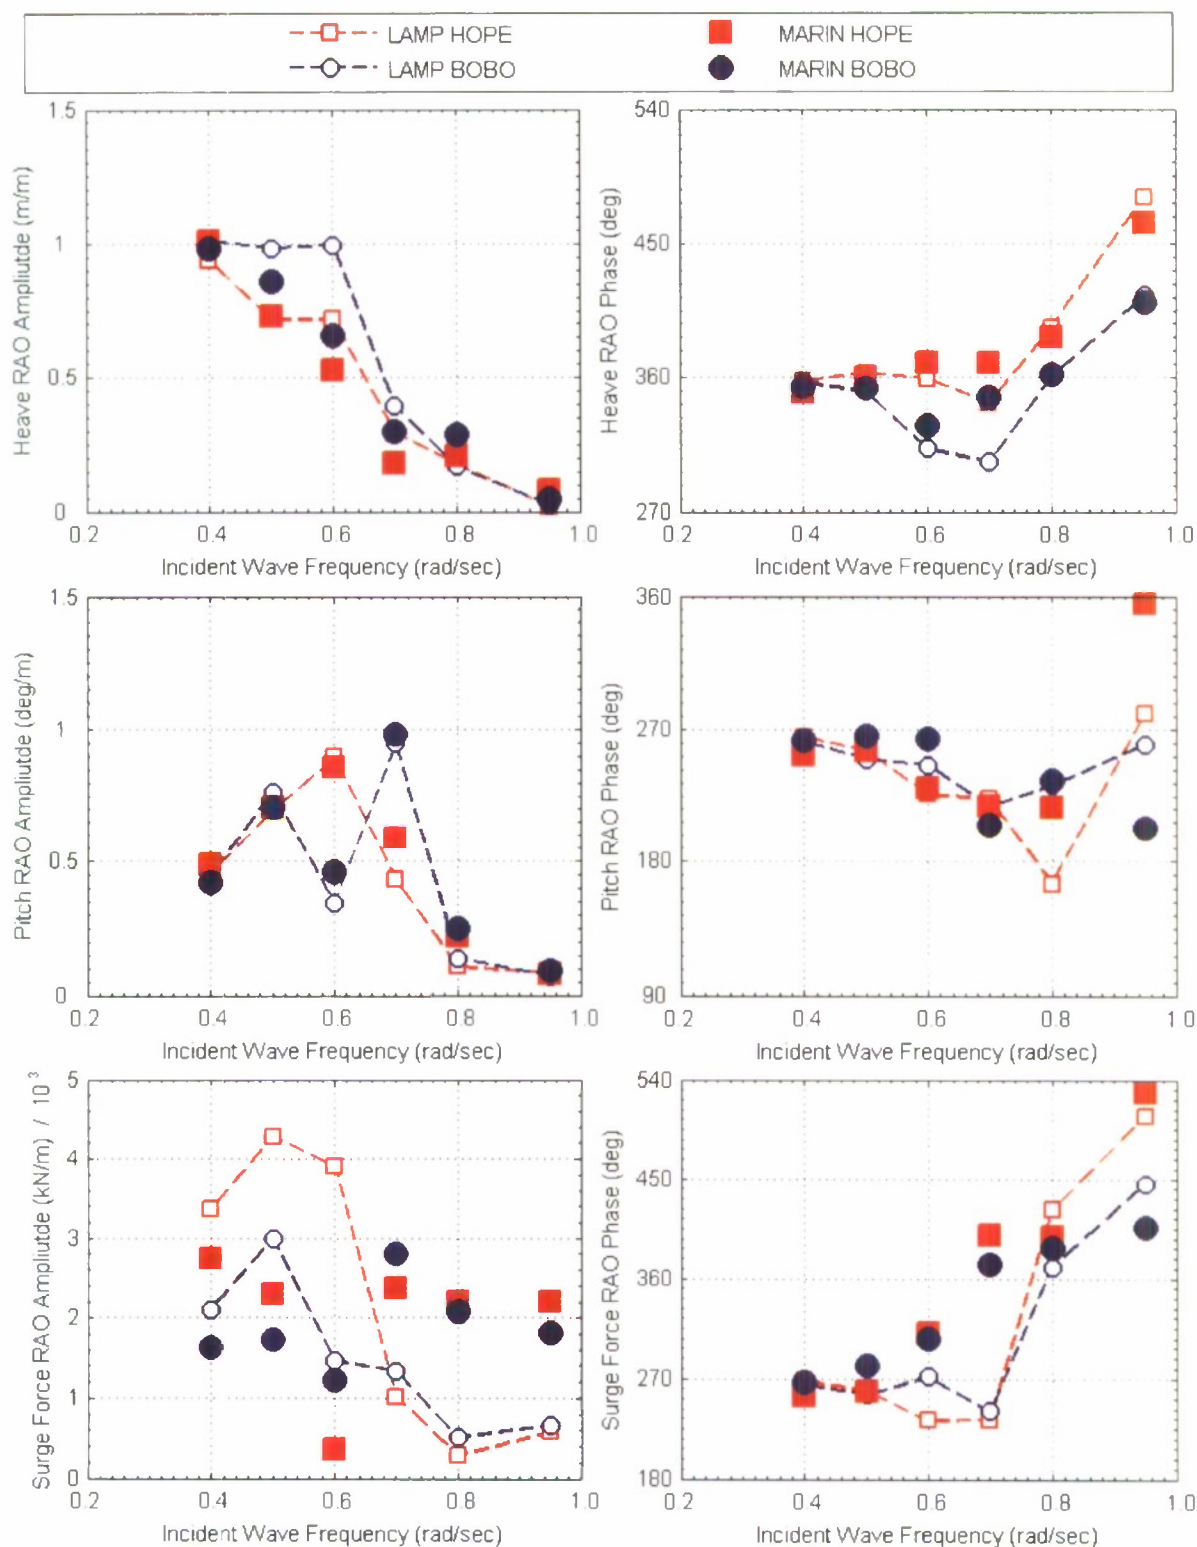 LAMP HOPE MARIN HOPE
LAMP BOBO MARIN BOBO
1.5
1
0.5
0
0.2 0.4 0.6 0.8 1.0
Heave RAO Ampliutde (m/m)
Incident Wave Frequency (rad/sec)
540
450
360
270
0.2 0.4 0.6 0.8 1.0
Heave RAO Phase (deg)
Incident Wave Frequency (rad/sec)
1.5
1
0.5
0
0.2 0.4 0.6 0.8 1.0
Pitch RAO Ampliutde (deg/m)
Incident Wave Frequency (rad/sec)
360
270
180
90
0.2 0.4 0.6 0.8 1.0
Pitch RAO Phase (deg)
Incident Wave Frequency (rad/sec)
5
4
3
2
1
0
0.2 0.4 0.6 0.8 1.0
Surge Force RAO Ampliutde (kN/m) / 10³
Incident Wave Frequency (rad/sec)
540
450
360
270
180
0.2 0.4 0.6 0.8 1.0
Surge Force RAO Phase (deg)
Incident Wave Frequency (rad/sec)